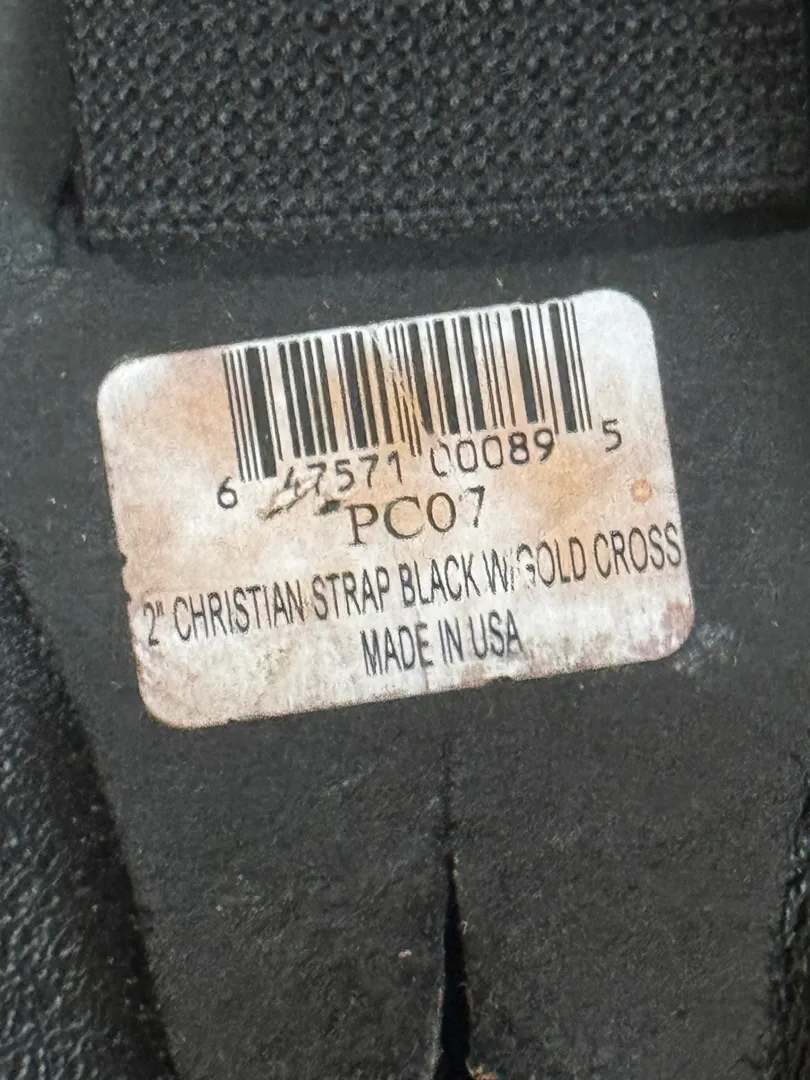 6 47571 00089 5
PC07
2" CHRISTIAN STRAP BLACK W/GOLD CROSS
MADE IN USA